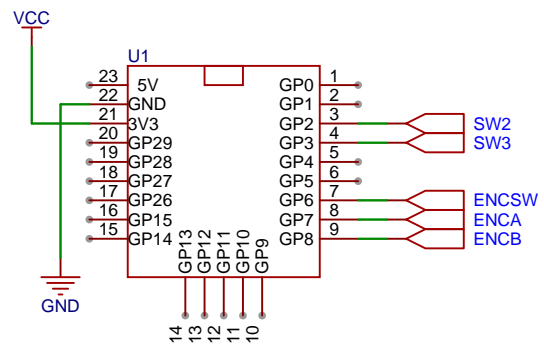 VCC
U1
23 5V GP0 1
22 GND GP1 2
21 3V3 GP2 3 SW2
20 GP29 GP3 4 SW3
19 GP28 GP4 5
18 GP27 GP5 6
17 GP26 GP6 7 ENCSW
16 GP15 GP7 8 ENCA
15 GP14 GP8 9 ENCB
GP13 GP12 GP11 GP10 GP9
14 13 12 11 10
GND